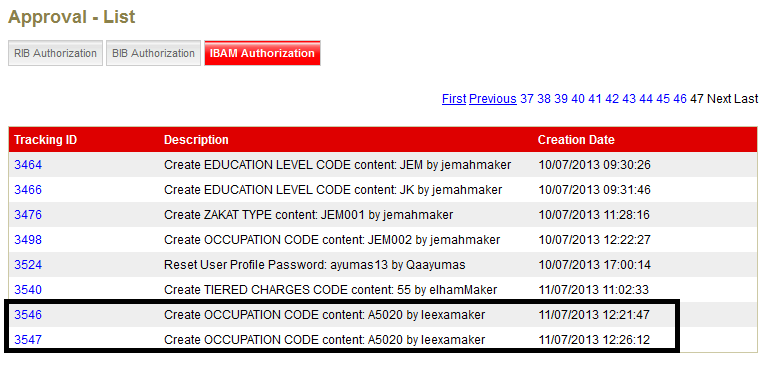 Approval - List
RIB Authorization BIB Authorization IBAM Authorization
First Previous 37 38 39 40 41 42 43 44 45 46 47 Next Last
Tracking ID Description Creation Date
3464 Create EDUCATION LEVEL CODE content: JEM by jemahmaker 10/07/2013 09:30:26
3466 Create EDUCATION LEVEL CODE content: JK by jemahmaker 10/07/2013 09:31:46
3476 Create ZAKAT TYPE content: JEM001 by jemahmaker 10/07/2013 11:28:16
3498 Create OCCUPATION CODE content: JEM002 by jemahmaker 10/07/2013 12:22:27
3524 Reset User Profile Password: ayumas13 by Qaayumas 10/07/2013 17:00:14
3540 Create TIERED CHARGES CODE content: 55 by elhamMaker 11/07/2013 11:02:33
3546 Create OCCUPATION CODE content: A5020 by leexamaker 11/07/2013 12:21:47
3547 Create OCCUPATION CODE content: A5020 by leexamaker 11/07/2013 12:26:12